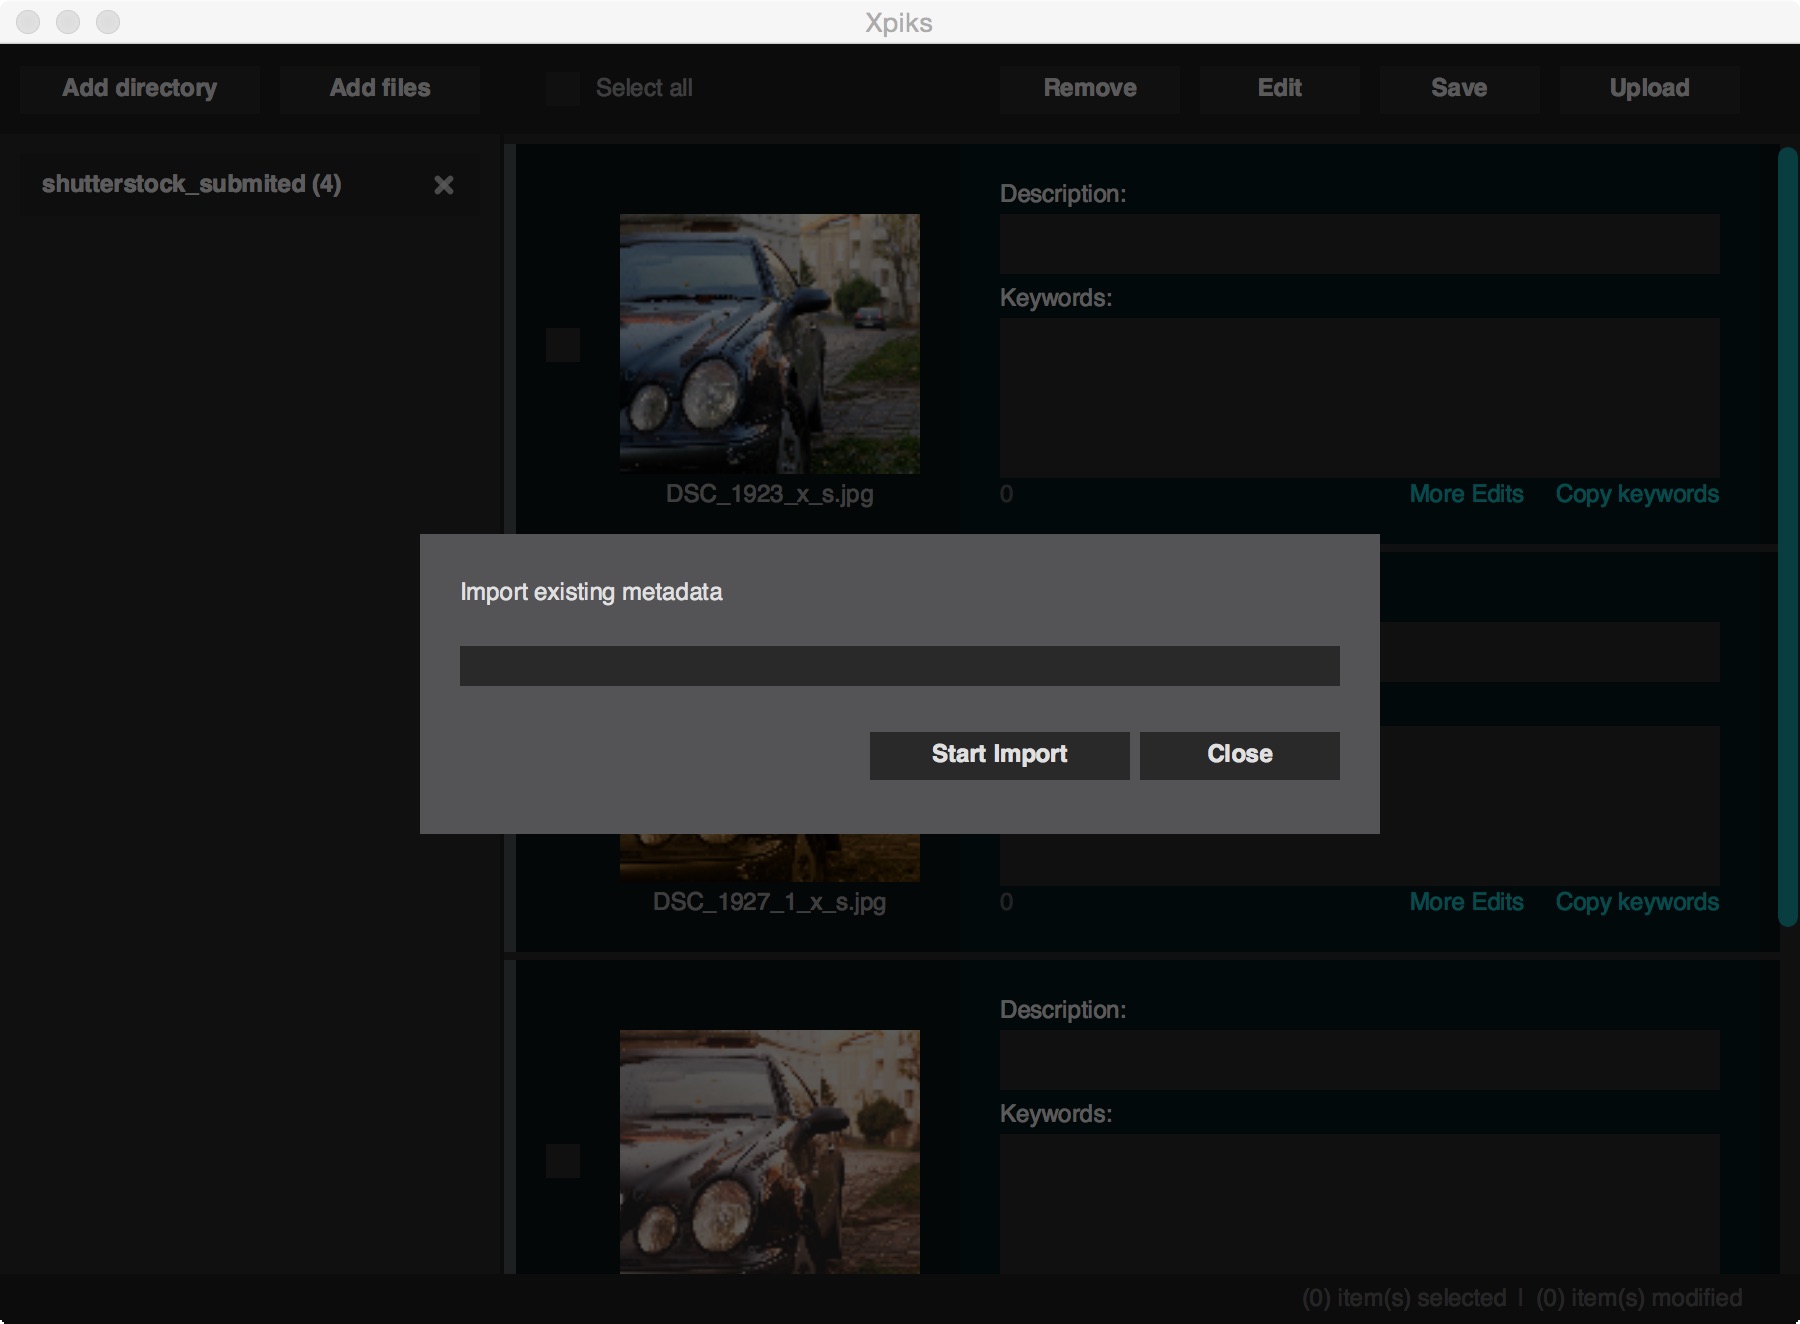 Xpiks
Add directory
Add files
Select all
Remove
Edit
Save
Upload
shutterstock_submited (4)
Description:
Keywords:
DSC_1923_x_s.jpg
0
More Edits
Copy keywords
Import existing metadata
Start Import
Close
DSC_1927_1_x_s.jpg
0
More Edits
Copy keywords
Description:
Keywords:
(0) item(s) selected | (0) item(s) modified